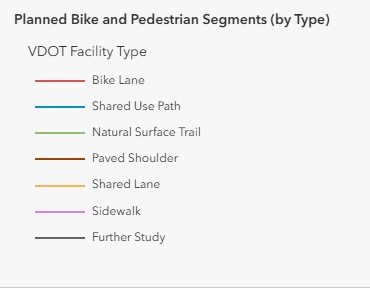 Planned Bike and Pedestrian Segments (by Type)
VDOT Facility Type
Bike Lane
Shared Use Path
Natural Surface Trail
Paved Shoulder
Shared Lane
Sidewalk
Further Study